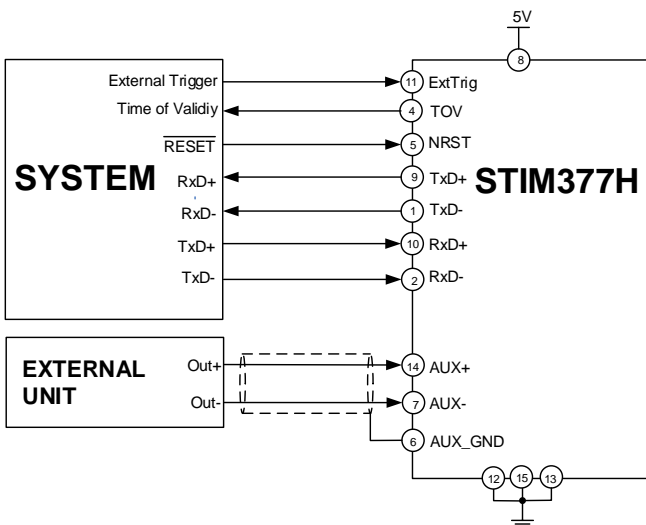 5V
8
External Trigger 11 ExtTrig
Time of Validiy 4 TOV
RESET 5 NRST
SYSTEM
STIM377H
RxD+ 9 TxD+
RxD- 1 TxD-
TxD+ 10 RxD+
TxD- 2 RxD-
EXTERNAL
UNIT
Out+ 14 AUX+
Out- 7 AUX-
6 AUX_GND
12 15 13